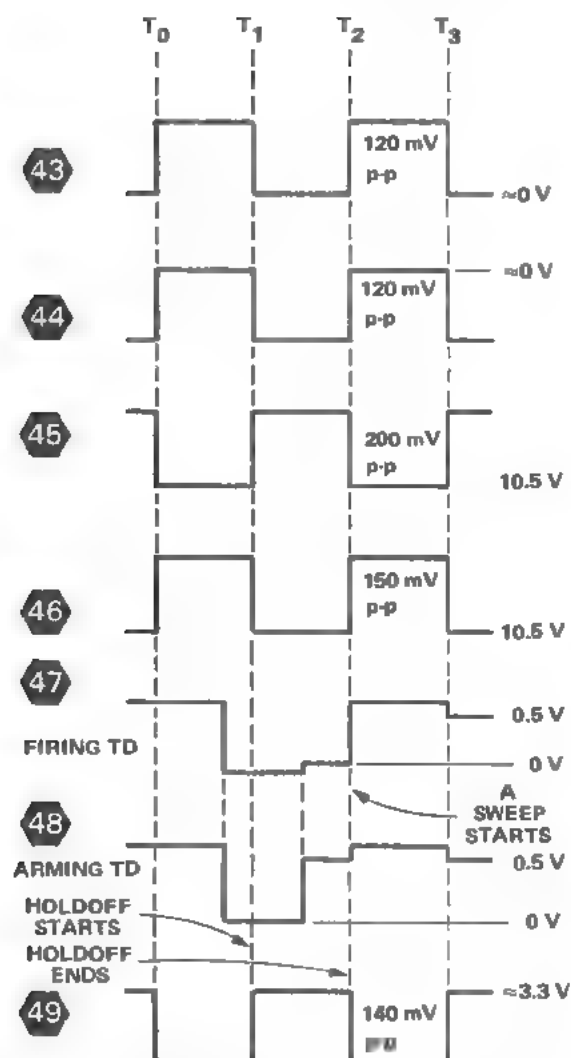 T0 T1 T2 T3
43
120 mV
p-p
≈0 V
≈0 V
44
120 mV
p-p
45
200 mV
p-p
10.5 V
46
150 mV
p-p
10.5 V
47
0.5 V
FIRING TD
0 V
A
SWEEP
STARTS
48
ARMING TD
0.5 V
HOLDOFF
STARTS
0 V
HOLDOFF
ENDS
≈3.3 V
49
140 mV